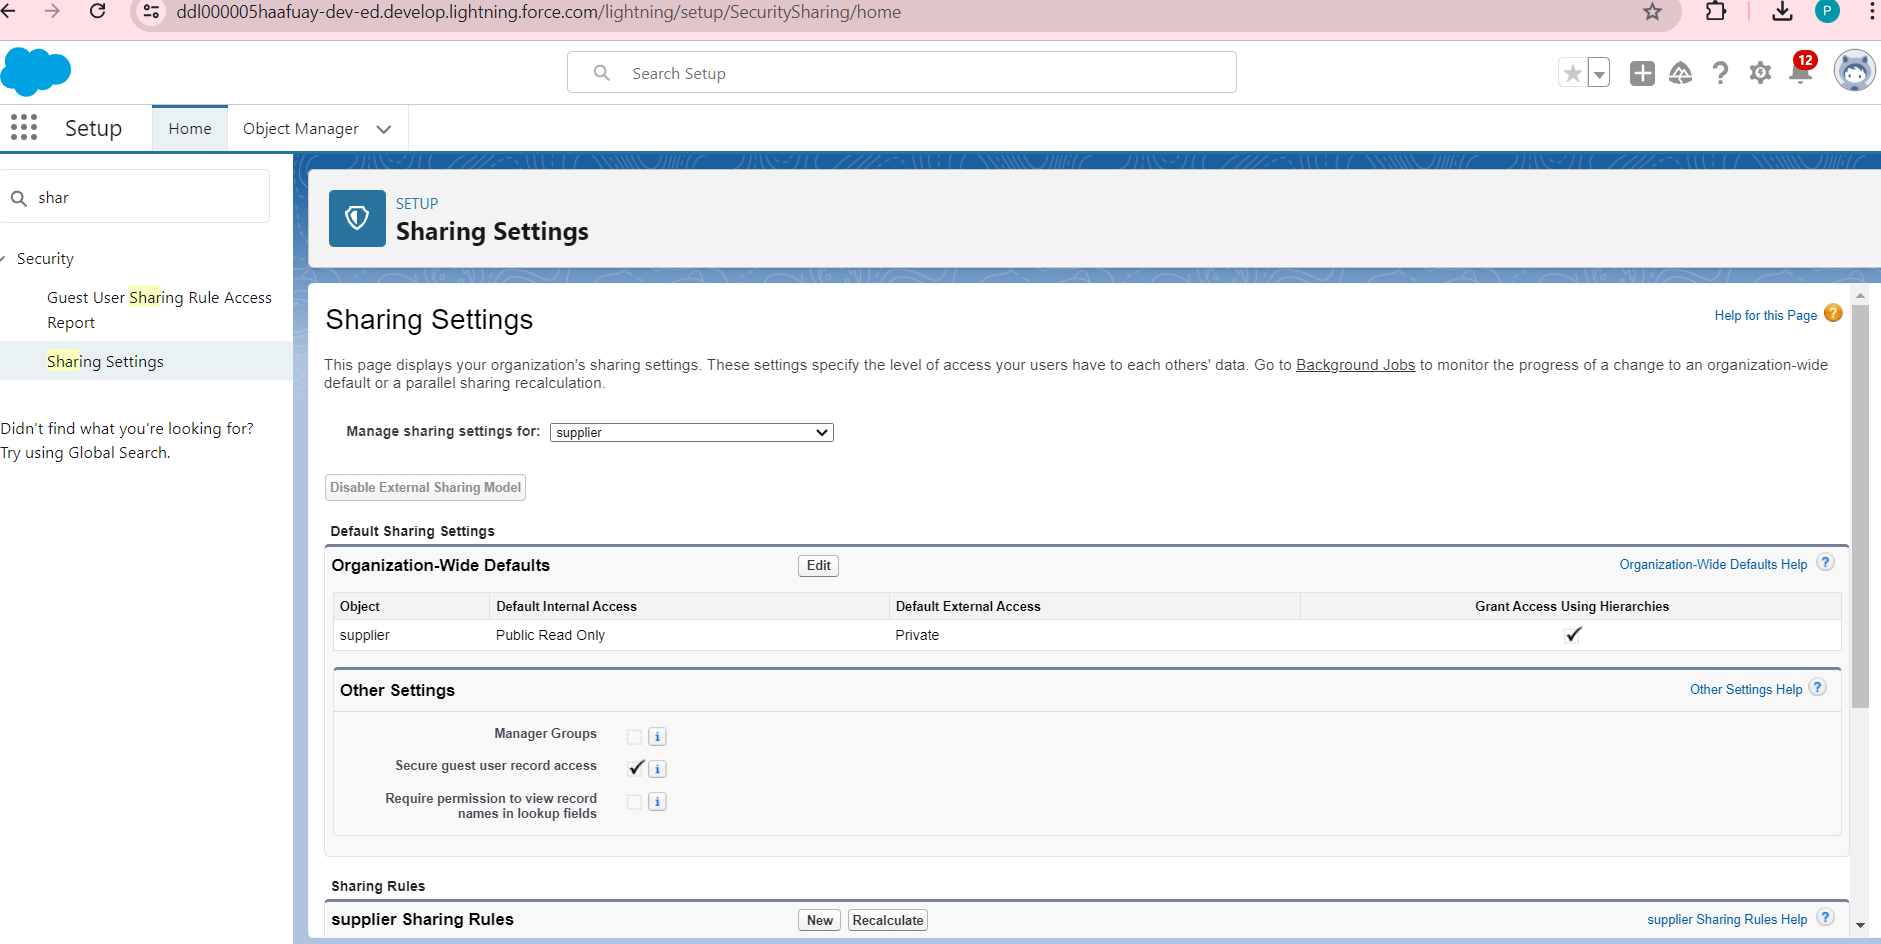 ddl000005haafuay-dev-ed.develop.lightning.force.com/lightning/setup/SecuritySharing/home
P
Search Setup
12
Setup
Home
Object Manager
shar
Security
Guest User Sharing Rule Access
Report
Sharing Settings
Didn't find what you're looking for?
Try using Global Search.
SETUP
Sharing Settings
Sharing Settings
Help for this Page ?
This page displays your organization's sharing settings. These settings specify the level of access your users have to each others' data. Go to Background Jobs to monitor the progress of a change to an organization-wide
default or a parallel sharing recalculation.
Manage sharing settings for: supplier
Disable External Sharing Model
Default Sharing Settings
Organization-Wide Defaults Edit Organization-Wide Defaults Help ?
Object Default Internal Access Default External Access Grant Access Using Hierarchies
supplier Public Read Only Private
Other Settings Other Settings Help ?
Manager Groups i
Secure guest user record access i
Require permission to view record
names in lookup fields i
Sharing Rules
supplier Sharing Rules New Recalculate supplier Sharing Rules Help ?